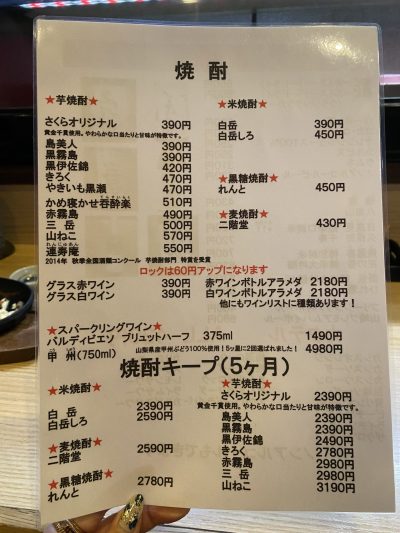 焼 酎
★芋焼酎★
さくらオリジナル 390円
黄金千貫使用。やわらかな口当たりと甘味が特徴です。
島美人 390円
黒霧島 390円
黒伊佐錦 420円
きろく 470円
やきいも黒瀬 470円
かめ寝かせ呑酔楽 510円
赤霧島 490円
三 岳 500円
山ねこ 570円
蓮寿庵 550円
2014年 秋季全国酒類コンクール 芋焼酎部門 特賞を受賞
★米焼酎★
白岳 390円
白岳しろ 450円
★黒糖焼酎★
れんと 450円
★麦焼酎★
二階堂 430円
ロックは60円アップになります
グラス赤ワイン 390円
グラス白ワイン 390円
赤ワインボトルアラメダ 2180円
白ワインボトルアラメダ 2180円
他にもワインリストに種類あります!
★スパークリングワイン★
バルディビエソ ブリュットハーフ 375ml 1490円
甲 州(750ml) 山梨県産甲州ぶどう100%使用!5ッ星に2回選ばれました! 4980円
焼酎キープ(5ヶ月)
★米焼酎★
白 岳 2390円
白岳しろ 2590円
★麦焼酎★
二階堂 2590円
★黒糖焼酎★
れんと 2780円
★芋焼酎★
さくらオリジナル 2390円
黄金千貫使用。やわらかな口当たりと甘味が特徴です。
島美人 2390円
黒霧島 2390円
黒伊佐錦 2490円
きろく 2780円
赤霧島 2980円
三 岳 2980円
山ねこ 3190円